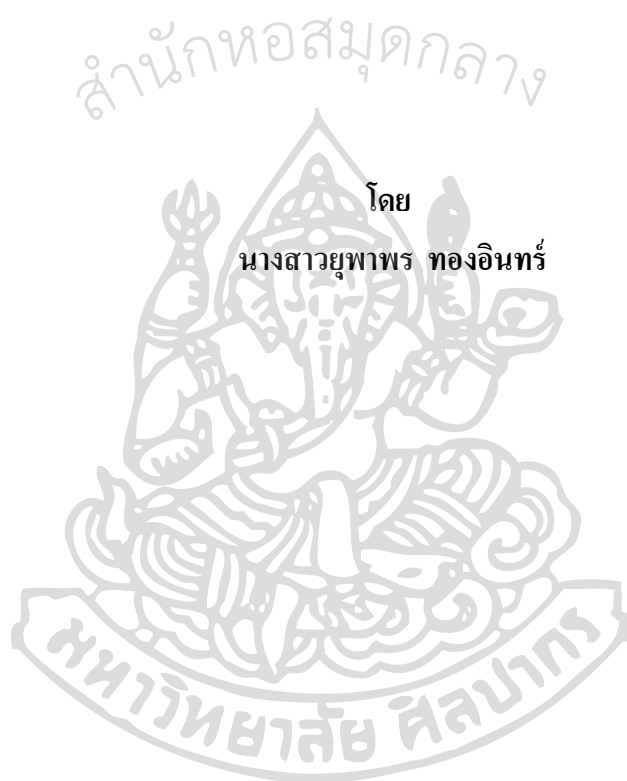 สำนักหอสมุดกลาง
โดย
นางสาวยุพาพร ทองอินทร์
มหาวิทยาลัย ศิลปากร